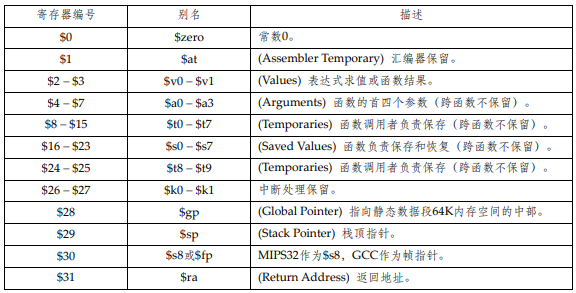 寄存器编号 别名 描述
$0 $zero 常数0。
$1 $at (Assembler Temporary) 汇编器保留。
$2 – $3 $v0 – $v1 (Values) 表达式求值或函数结果。
$4 – $7 $a0 – $a3 (Arguments) 函数的首四个参数（跨函数不保留）。
$8 – $15 $t0 – $t7 (Temporaries) 函数调用者负责保存（跨函数不保留）。
$16 – $23 $s0 – $s7 (Saved Values) 函数负责保存和恢复（跨函数不保留）。
$24 – $25 $t8 – $t9 (Temporaries) 函数调用者负责保存（跨函数不保留）。
$26 – $27 $k0 – $k1 中断处理保留。
$28 $gp (Global Pointer) 指向静态数据段64K内存空间的中部。
$29 $sp (Stack Pointer) 栈顶指针。
$30 $s8或$fp MIPS32作为$s8，GCC作为帧指针。
$31 $ra (Return Address) 返回地址。